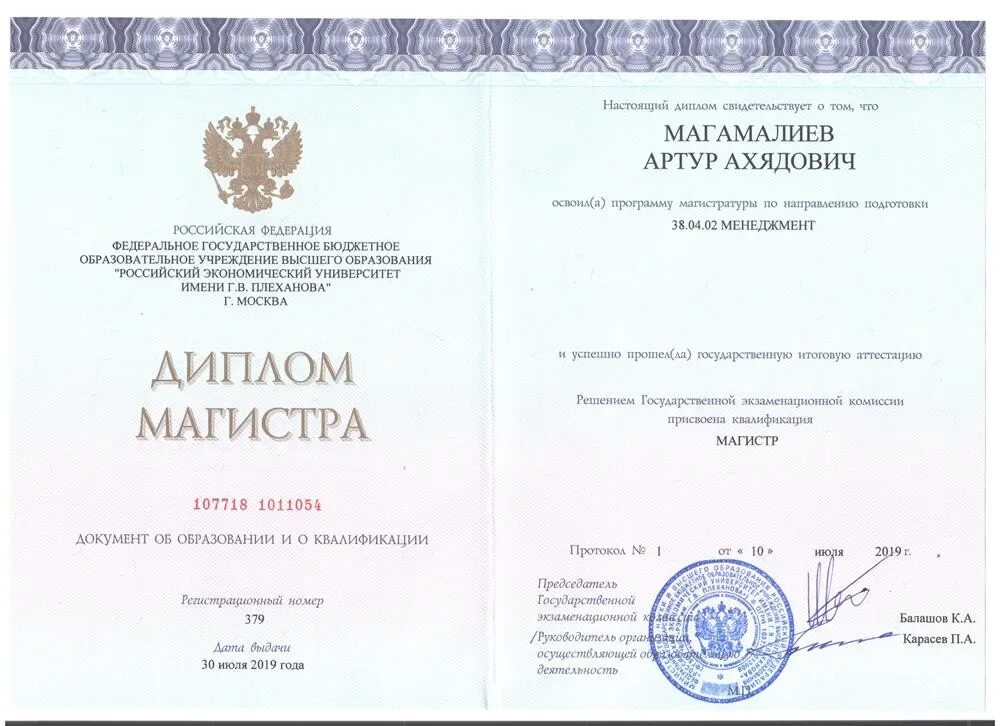 РОССИЙСКАЯ ФЕДЕРАЦИЯ
ФЕДЕРАЛЬНОЕ ГОСУДАРСТВЕННОЕ БЮДЖЕТНОЕ
ОБРАЗОВАТЕЛЬНОЕ УЧРЕЖДЕНИЕ ВЫСШЕГО ОБРАЗОВАНИЯ
"РОССИЙСКИЙ ЭКОНОМИЧЕСКИЙ УНИВЕРСИТЕТ
ИМЕНИ Г.В. ПЛЕХАНОВА"
Г. МОСКВА
ДИПЛОМ
МАГИСТРА
107718 1011054
ДОКУМЕНТ ОБ ОБРАЗОВАНИИ И О КВАЛИФИКАЦИИ
Регистрационный номер
379
Дата выдачи
30 июля 2019 года
Настоящий диплом свидетельствует о том, что
МАГАМАЛИЕВ
АРТУР АХЯДОВИЧ
освоил(а) программу магистратуры по направлению подготовки
38.04.02 МЕНЕДЖМЕНТ
и успешно прошел(ла) государственную итоговую аттестацию
Решением Государственной экзаменационной комиссии
присвоена квалификация
МАГИСТР
Протокол № 1 от « 10 » июля 2019 г.
Председатель
Государственной
экзаменационной комиссии
Балашов К.А.
/Руководитель организации,
Карасев П.А.
осуществляющей образовательную
деятельность
М.П.